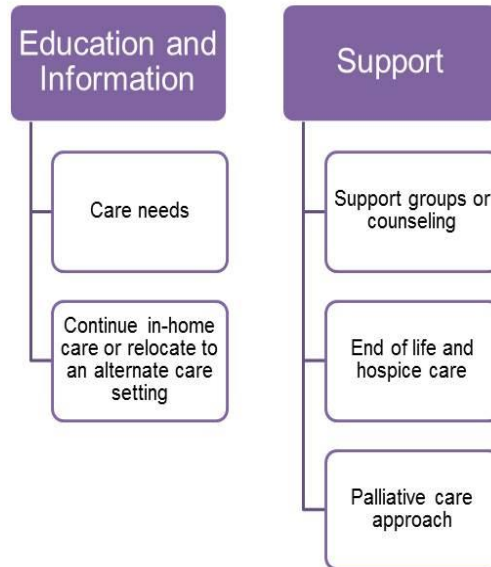 Education and
Information
Care needs
Continue in-home
care or relocate to
an alternate care
setting
Support
Support groups or
counseling
End of life and
hospice care
Palliative care
approach